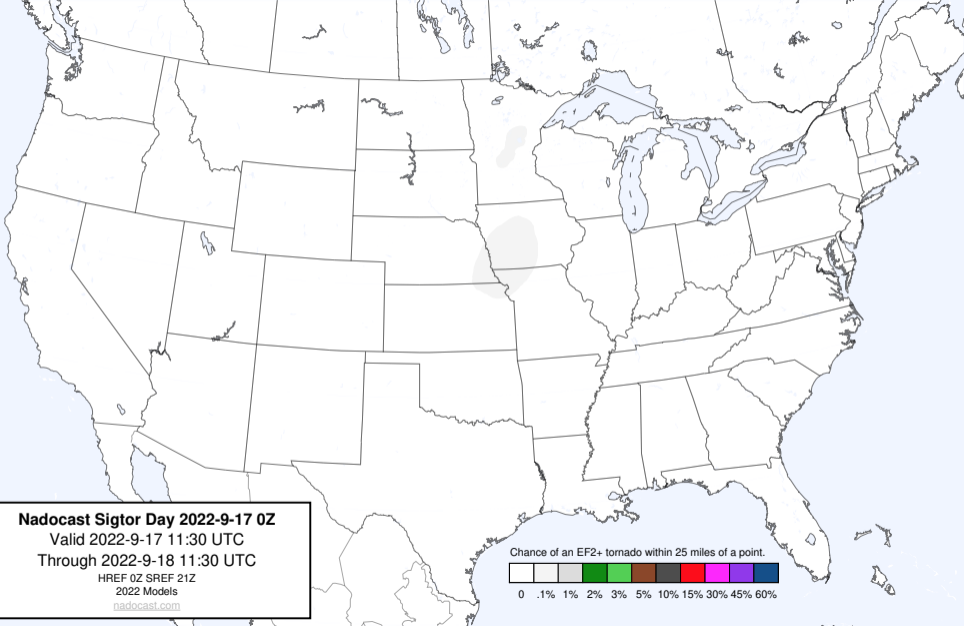 Nadocast Sigtor Day 2022-9-17 0Z
Valid 2022-9-17 11:30 UTC
Through 2022-9-18 11:30 UTC
HREF 0Z SREF 21Z
2022 Models
nadocast.com
Chance of an EF2+ tornado within 25 miles of a point.
0 .1% 1% 2% 3% 5% 10% 15% 30% 45% 60%